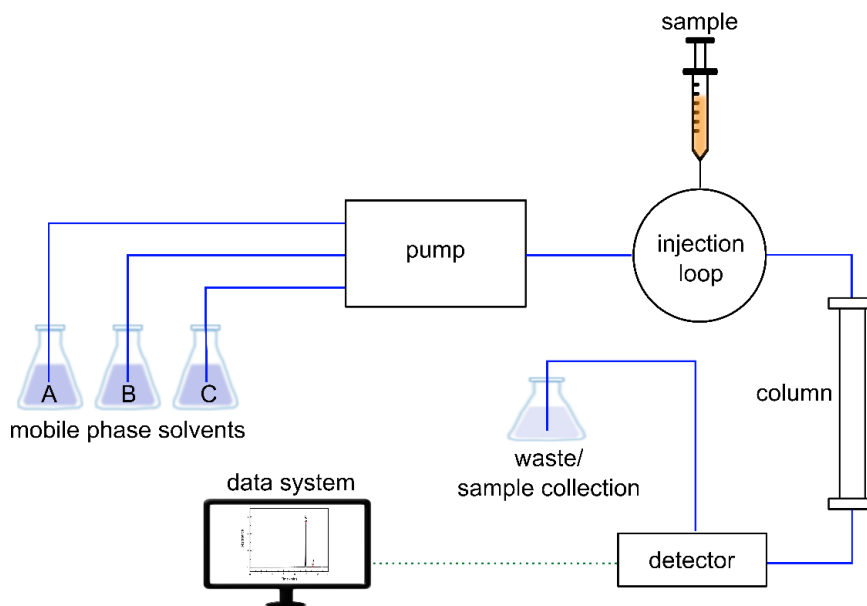 sample
pump
injection
loop
A
B
C
mobile phase solvents
column
waste/
sample collection
data system
detector